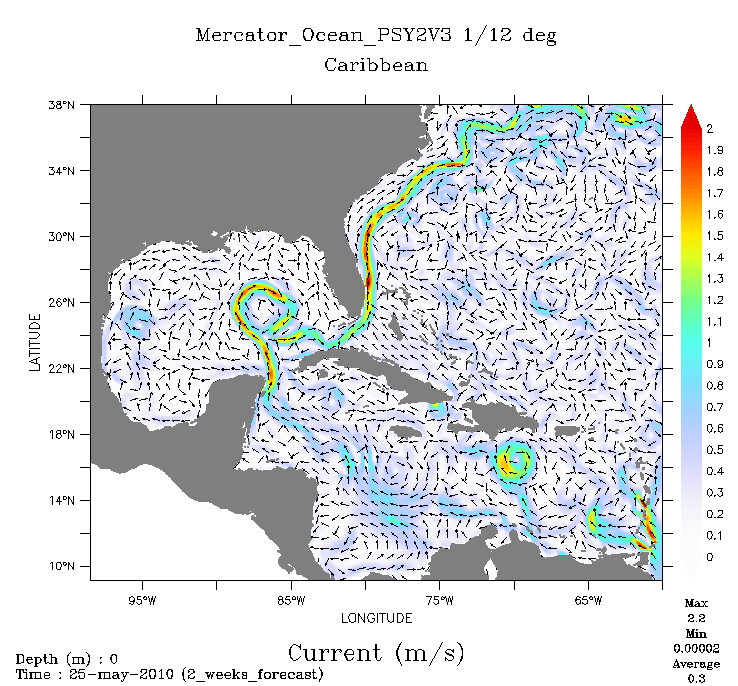 Mercator_Ocean_PSY2V3 1/12 deg
Caribbean
38°N
34°N
30°N
26°N
22°N
18°N
14°N
10°N
LATITUDE
95°W
85°W
75°W
65°W
LONGITUDE
2
1.9
1.8
1.7
1.6
1.5
1.4
1.3
1.2
1.1
1
0.9
0.8
0.7
0.6
0.5
0.4
0.3
0.2
0.1
0
Max
2.2
Min
0.00002
Average
0.3
Current (m/s)
Depth (m) : 0
Time : 25-may-2010 (2_weeks_forecast)